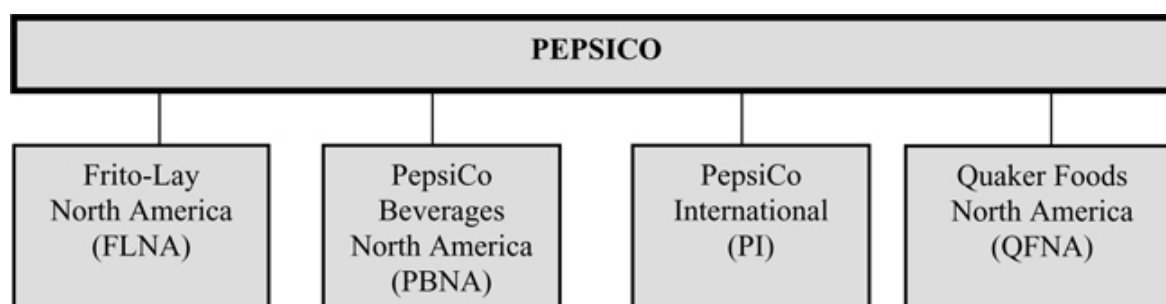 PEPSICO
Frito-Lay
North America
(FLNA)
PepsiCo
Beverages
North America
(PBNA)
PepsiCo
International
(PI)
Quaker Foods
North America
(QFNA)